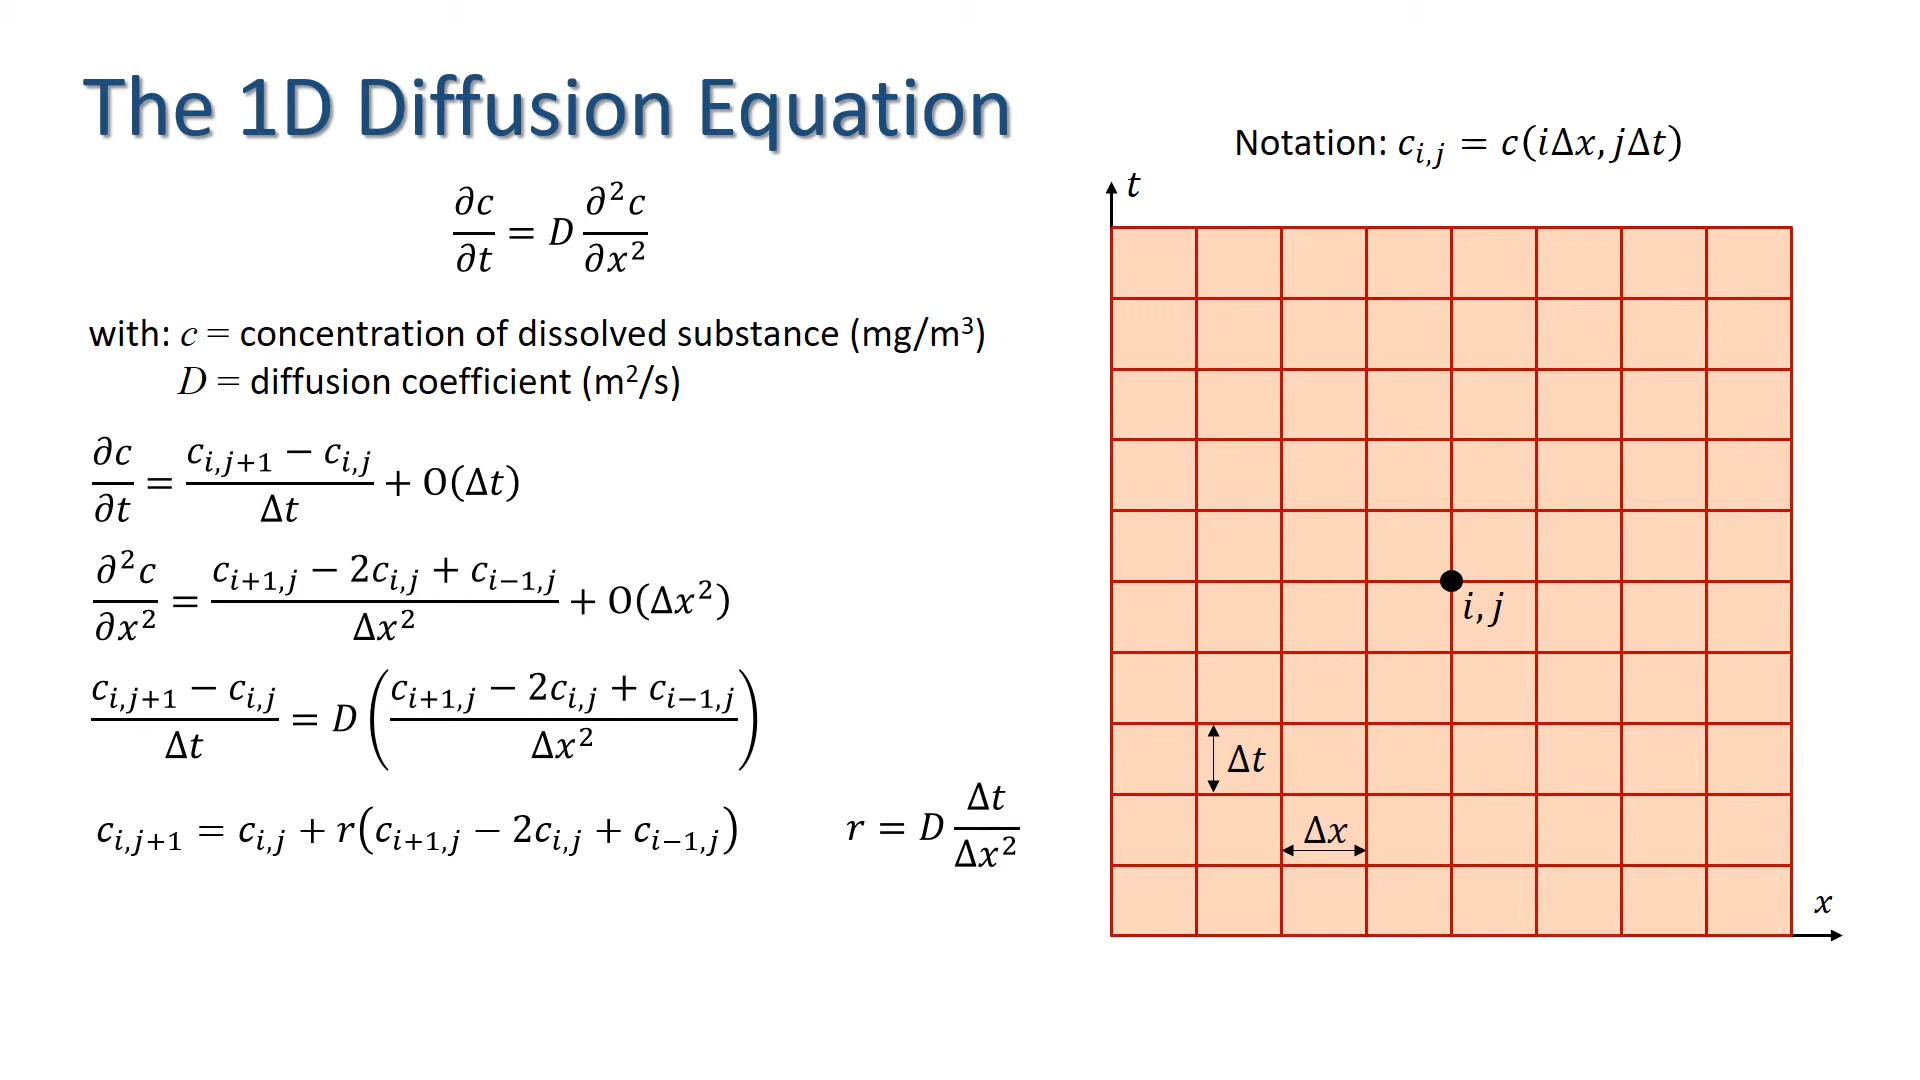 The 1D Diffusion Equation
∂c/∂t = D ∂²c/∂x²
with: c = concentration of dissolved substance (mg/m³)
D = diffusion coefficient (m²/s)
∂c/∂t = (c_{i,j+1} − c_{i,j})/Δt + O(Δt)
∂²c/∂x² = (c_{i+1,j} − 2c_{i,j} + c_{i−1,j})/Δx² + O(Δx²)
(c_{i,j+1} − c_{i,j})/Δt = D((c_{i+1,j} − 2c_{i,j} + c_{i−1,j})/Δx²)
c_{i,j+1} = c_{i,j} + r(c_{i+1,j} − 2c_{i,j} + c_{i−1,j})
r = D Δt/Δx²
Notation: c_{i,j} = c(iΔx, jΔt)
t
i, j
Δt
Δx
x